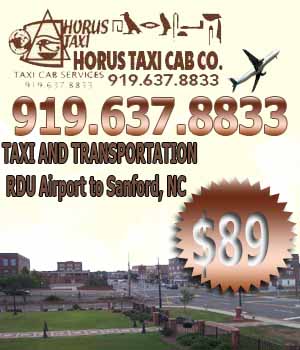 HORUS
TAXI
TAXI CAB SERVICES
919.637.8833
HORUS TAXI CAB CO.
919.637.8833
919.637.8833
TAXI AND TRANSPORTATION
RDU Airport to Sanford, NC
$89